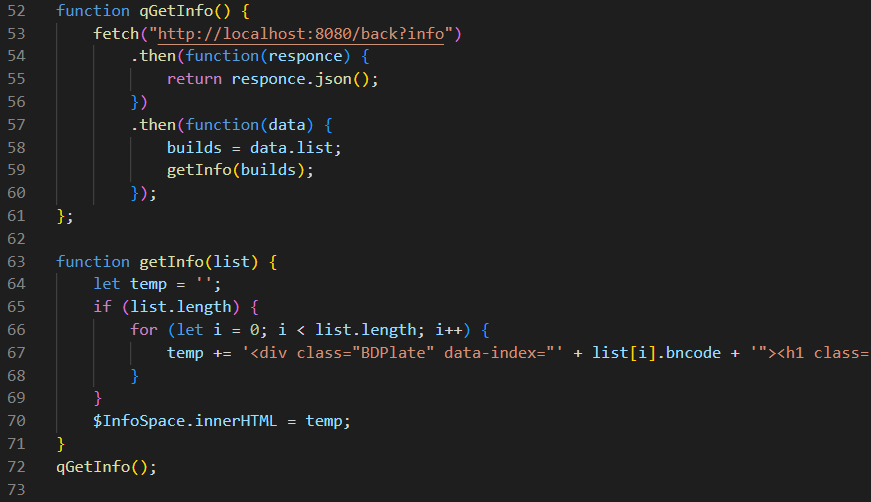 52 function qGetInfo() {
53 fetch("http://localhost:8080/back?info")
54 .then(function(responce) {
55 return responce.json();
56 })
57 .then(function(data) {
58 builds = data.list;
59 getInfo(builds);
60 });
61 };
62
63 function getInfo(list) {
64 let temp = '';
65 if (list.length) {
66 for (let i = 0; i < list.length; i++) {
67 temp += '<div class="BDPlate" data-index="' + list[i].bncode + '"><h1 class=
68 }
69 }
70 $InfoSpace.innerHTML = temp;
71 }
72 qGetInfo();
73